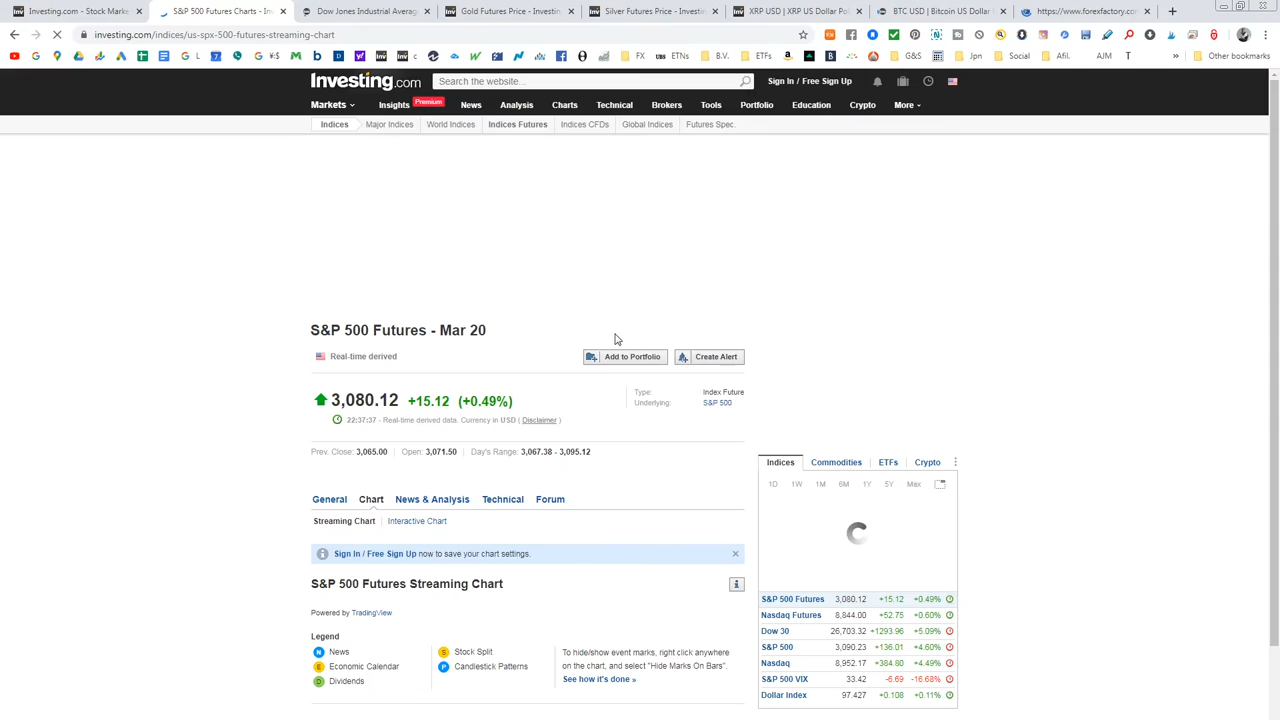 Investing.com - Stock Marke
S&P 500 Futures Charts - Inv
Dow Jones Industrial Averag
Gold Futures Price - Investin
Silver Futures Price - Investin
XRP USD | XRP US Dollar Po
BTC USD | Bitcoin US Dollar
https://www.forexfactory.com
investing.com/indices/us-spx-500-futures-streaming-chart
FX
ETNs
B.V.
ETFs
G&S
Joon
Social
Afil.
AJM
T
Other bookmarks
Investing.com
Search the website...
Sign In / Free Sign Up
Markets
Insights
Premium
News
Analysis
Charts
Technical
Brokers
Tools
Portfolio
Education
Crypto
More
Indices
Major Indices
World Indices
Indices Futures
Indices CFDs
Global Indices
Futures Spec.
S&P 500 Futures - Mar 20
Real-time derived
Add to Portfolio
Create Alert
3,080.12 +15.12 (+0.49%)
Type: Index Future
Underlying: S&P 500
22:37:37 - Real-time derived data. Currency in USD ( Disclaimer )
Prev. Close: 3,065.00
Open: 3,071.50
Day's Range: 3,067.38 - 3,095.12
General
Chart
News & Analysis
Technical
Forum
Streaming Chart
Interactive Chart
Sign In / Free Sign Up now to save your chart settings.
S&P 500 Futures Streaming Chart
Powered by TradingView
Legend
N News
E Economic Calendar
D Dividends
S Stock Split
P Candlestick Patterns
To hide/show event marks, right click anywhere
on the chart, and select "Hide Marks On Bars".
See how it's done »
Indices
Commodities
ETFs
Crypto
1D 1W 1M 6M 1Y 5Y Max
S&P 500 Futures 3,080.12 +15.12 +0.49%
Nasdaq Futures 8,844.00 +52.75 +0.60%
Dow 30 26,703.32 +1293.96 +5.09%
S&P 500 3,090.23 +136.01 +4.60%
Nasdaq 8,952.17 +384.80 +4.49%
S&P 500 VIX 33.42 -6.69 -16.68%
Dollar Index 97.427 +0.108 +0.11%